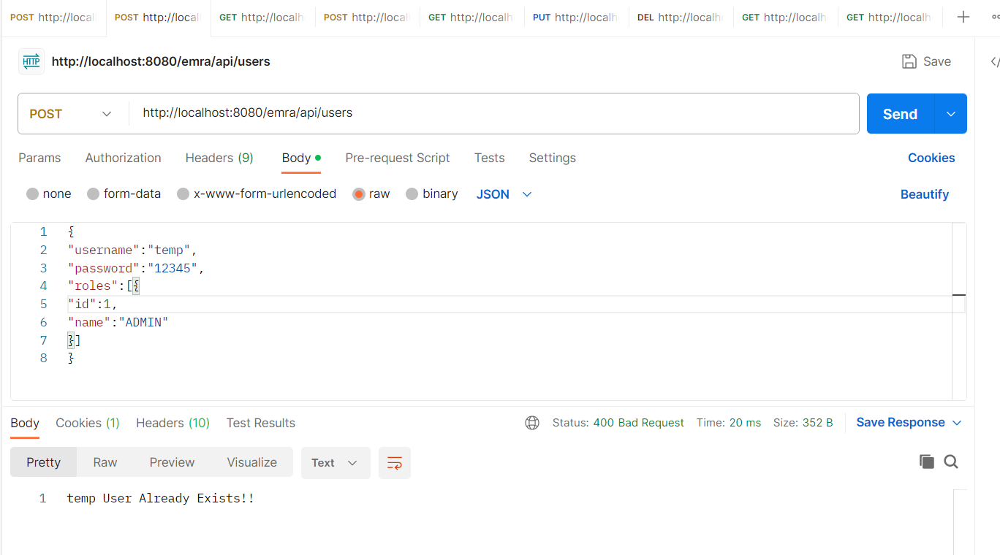 POST http://local POST http://loca GET http://localh POST http://local GET http://localh PUT http://localh DEL http://localh GET http://localh GET http://localh
HTTP http://localhost:8080/emra/api/users Save
POST http://localhost:8080/emra/api/users Send
Params Authorization Headers (9) Body Pre-request Script Tests Settings Cookies
none form-data x-www-form-urlencoded raw binary JSON Beautify
1 {
2 "username":"temp",
3 "password":"12345",
4 "roles":[{
5 "id":1,
6 "name":"ADMIN"
7 }]
8 }
Body Cookies (1) Headers (10) Test Results Status: 400 Bad Request Time: 20 ms Size: 352 B Save Response
Pretty Raw Preview Visualize Text
1 temp User Already Exists!!